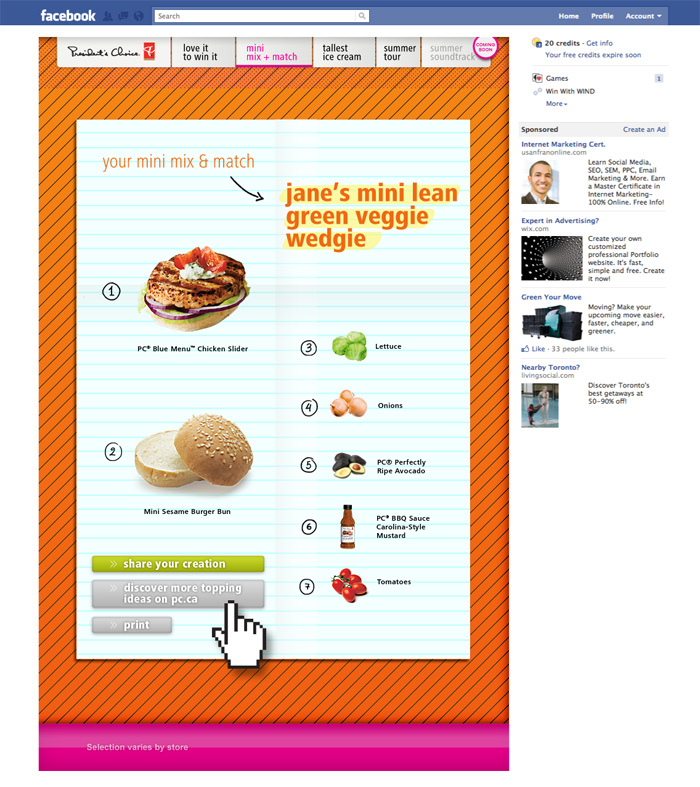 facebook
Search
Home Profile Account
President's Choice
PC
love it
to win it
mini
mix + match
tallest
ice cream
summer
tour
summer
soundtrack
COMING
SOON
your mini mix & match
jane's mini lean
green veggie
wedgie
1
PC® Blue Menu™ Chicken Slider
2
Mini Sesame Burger Bun
3
Lettuce
4
Onions
5
PC® Perfectly
Ripe Avocado
6
PC® BBQ Sauce
Carolina-Style
Mustard
7
Tomatoes
» share your creation
» discover more topping
ideas on pc.ca
» print
Selection varies by store
20 credits - Get info
Your free credits expire soon
Games 1
Win With WIND
More
Sponsored Create an Ad
Internet Marketing Cert.
usanfranonline.com
Learn Social Media,
SEO, SEM, PPC, Email
Marketing & More. Earn
a Master Certificate in
Internet Marketing-
100% Online. Free Info!
Expert in Advertising?
wix.com
Create your own
customized
professional Portfolio
website. It's fast,
simple and free. Create
it now!
Green Your Move
Moving? Make your
upcoming move easier,
faster, cheaper, and
greener.
Like · 33 people like this.
Nearby Toronto?
livingsocial.com
Discover Toronto's
best getaways at
50-90% off!